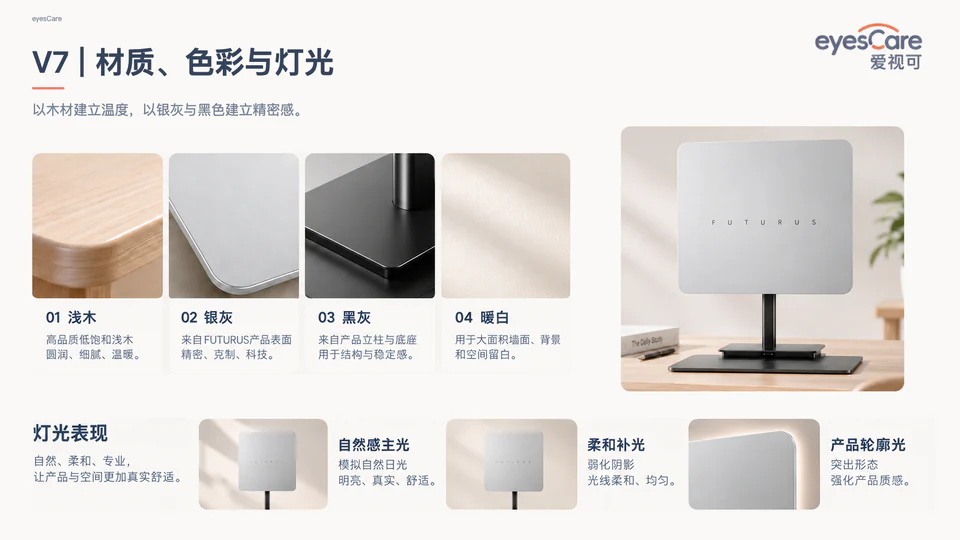 eyesCare
V7 | 材质、色彩与灯光
eyesCare
爱视可
以木材建立温度，以银灰与黑色建立精密感。
FUTURUS
The Daily Study
01 浅木
高品质低饱和浅木
圆润、细腻、温暖。
02 银灰
来自FUTURUS产品表面
精密、克制、科技。
03 黑灰
来自产品立柱与底座
用于结构与稳定感。
04 暖白
用于大面积墙面、背景
和空间留白。
灯光表现
自然、柔和、专业，
让产品与空间更加真实舒适。
FUTURUS
自然感主光
模拟自然日光
明亮、真实、舒适。
FUTURUS
柔和补光
弱化阴影
光线柔和、均匀。
产品轮廓光
突出形态
强化产品质感。